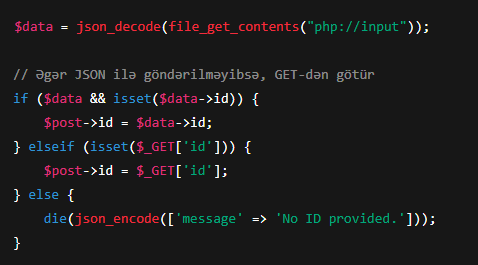 $data = json_decode(file_get_contents("php://input"));
// Əgər JSON ilə göndərilməyibsə, GET-dən götür
if ($data && isset($data->id)) {
    $post->id = $data->id;
} elseif (isset($_GET['id'])) {
    $post->id = $_GET['id'];
} else {
    die(json_encode(['message' => 'No ID provided.']));
}